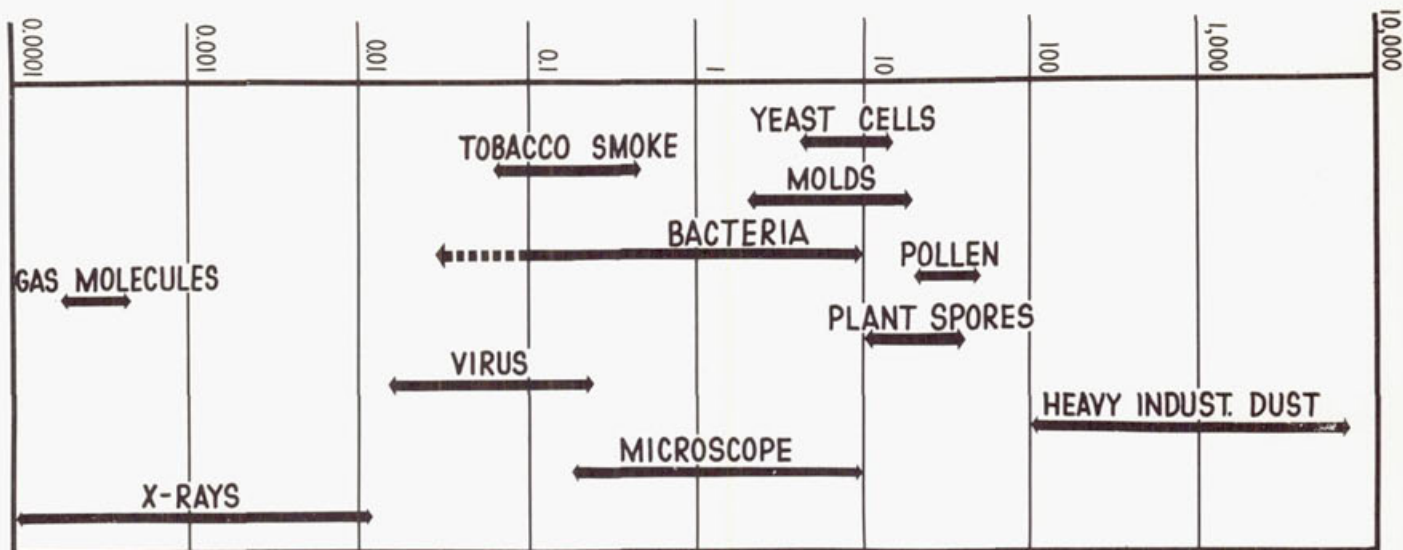 0.0001
0.001
0.01
0.1
1
10
100
1,000
10,000
YEAST CELLS
TOBACCO SMOKE
MOLDS
BACTERIA
POLLEN
GAS MOLECULES
PLANT SPORES
VIRUS
HEAVY INDUST. DUST
MICROSCOPE
X-RAYS